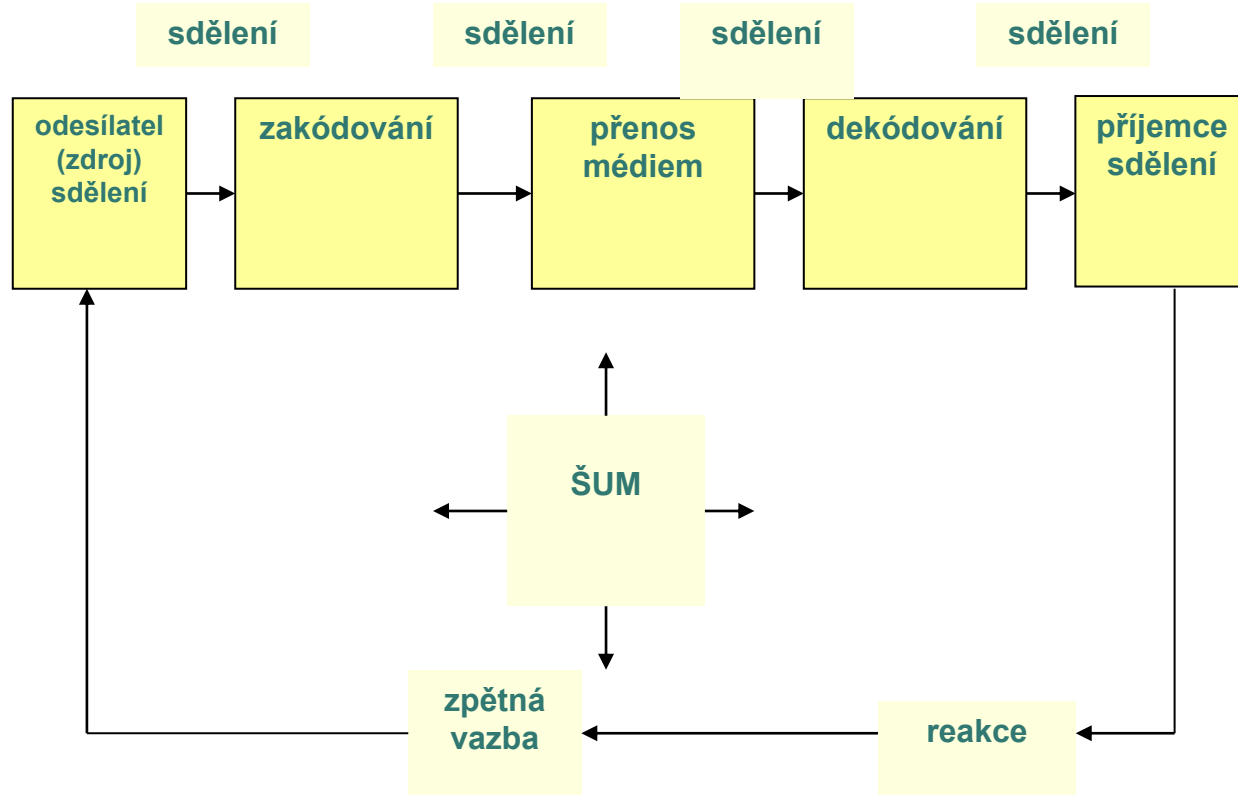 sdělení
sdělení
sdělení
sdělení
odesílatel
(zdroj)
sdělení
zakódování
přenos
médiem
dekódování
příjemce
sdělení
ŠUM
zpětná
vazba
reakce